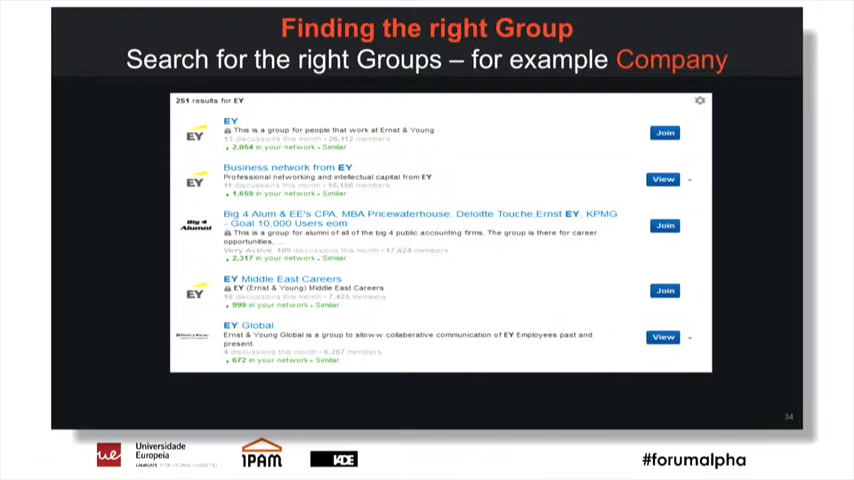 Finding the right Group
Search for the right Groups – for example Company
251 results for EY
EY
EY
This is a group for people that work at Ernst & Young
13 discussions this month • 26,112 members
• 2,054 in your network • Similar
Join
EY
Business network from EY
Professional networking and intellectual capital from EY
11 discussions this month • 16,156 members
• 1,659 in your network • Similar
View
Big 4
Alumni
Big 4 Alum & EE's CPA, MBA Pricewaterhouse, Deloitte Touche,Ernst EY, KPMG
- Goal 10,000 Users eom
This is a group for alumni of all of the big 4 public accounting firms. The group is there for career
opportunities, ...
Very Active, 109 discussions this month • 17,624 members
• 2,317 in your network • Similar
Join
EY
EY Middle East Careers
EY (Ernst & Young) Middle East Careers
10 discussions this month • 7,425 members
• 999 in your network • Similar
Join
EY Global
Ernst & Young Global is a group to alloww collaborative communication of EY Employees past and
present.
4 discussions this month • 6,287 members
• 672 in your network • Similar
View
34
ue
Universidade
Europeia
IPAM
IADE
#forumalpha